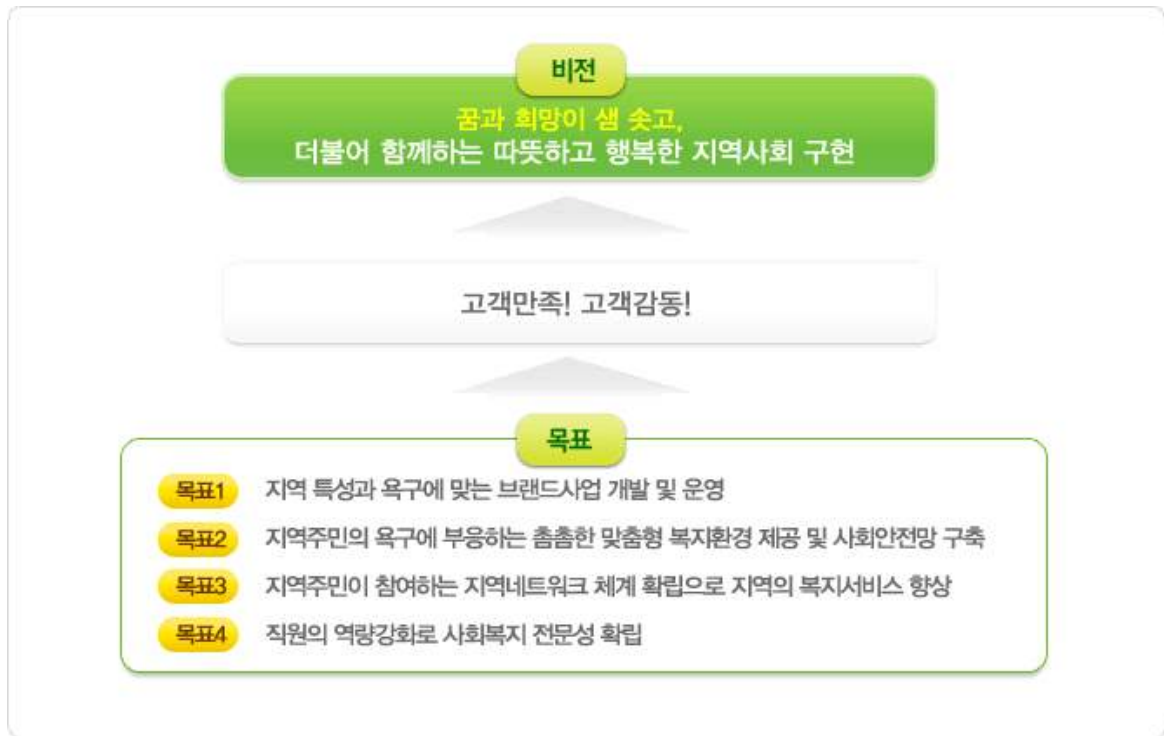 비전
꿈과 희망이 샘 솟고,
더불어 함께하는 따뜻하고 행복한 지역사회 구현
고객만족! 고객감동!
목표
목표1 지역 특성과 욕구에 맞는 브랜드사업 개발 및 운영
목표2 지역주민의 욕구에 부응하는 촘촘한 맞춤형 복지환경 제공 및 사회안전망 구축
목표3 지역주민이 참여하는 지역네트워크 체계 확립으로 지역의 복지서비스 향상
목표4 직원의 역량강화로 사회복지 전문성 확립